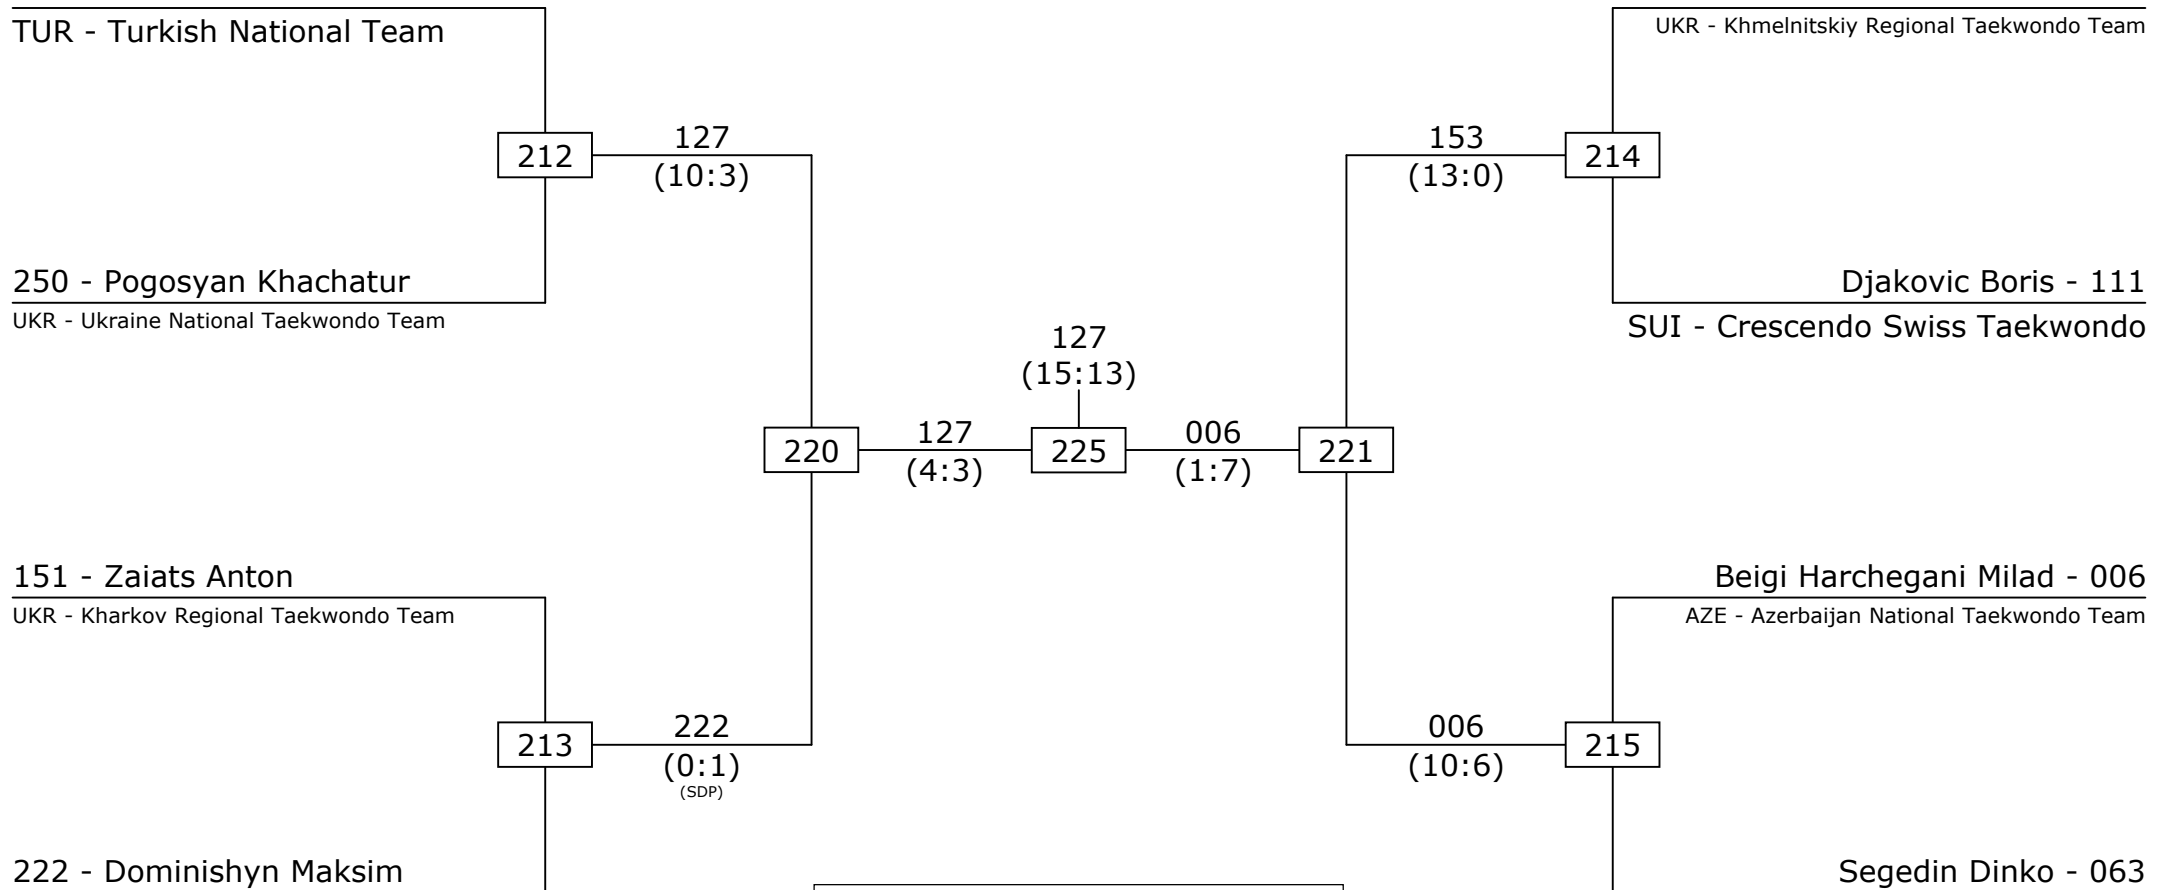 TUR - Turkish National Team
UKR - Khmelnitskiy Regional Taekwondo Team
127
(10:3)
212
153
(13:0)
214
250 - Pogosyan Khachatur
UKR - Ukraine National Taekwondo Team
Djakovic Boris - 111
SUI - Crescendo Swiss Taekwondo
127
(15:13)
220
127
(4:3)
225
006
(1:7)
221
151 - Zaiats Anton
UKR - Kharkov Regional Taekwondo Team
Beigi Harchegani Milad - 006
AZE - Azerbaijan National Taekwondo Team
213
222
(0:1)
(SDP)
006
(10:6)
215
222 - Dominishyn Maksim
Segedin Dinko - 063